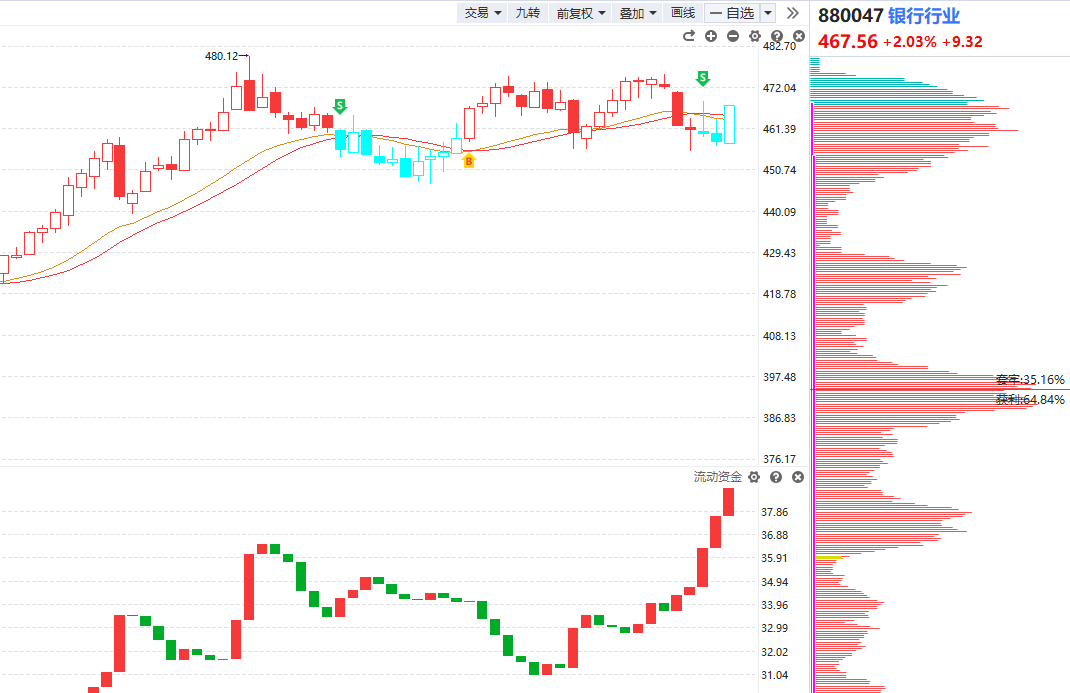 交易 九转 前复权 叠加 画线 一 自选
880047 银行行业
467.56 +2.03% +9.32
480.12
S
S
B
482.70
472.04
461.39
450.74
440.09
429.43
418.78
408.13
397.48
386.83
376.17
套牢:35.16%
获利:64.84%
流动资金
37.86
36.88
35.91
34.94
33.96
32.99
32.02
31.04